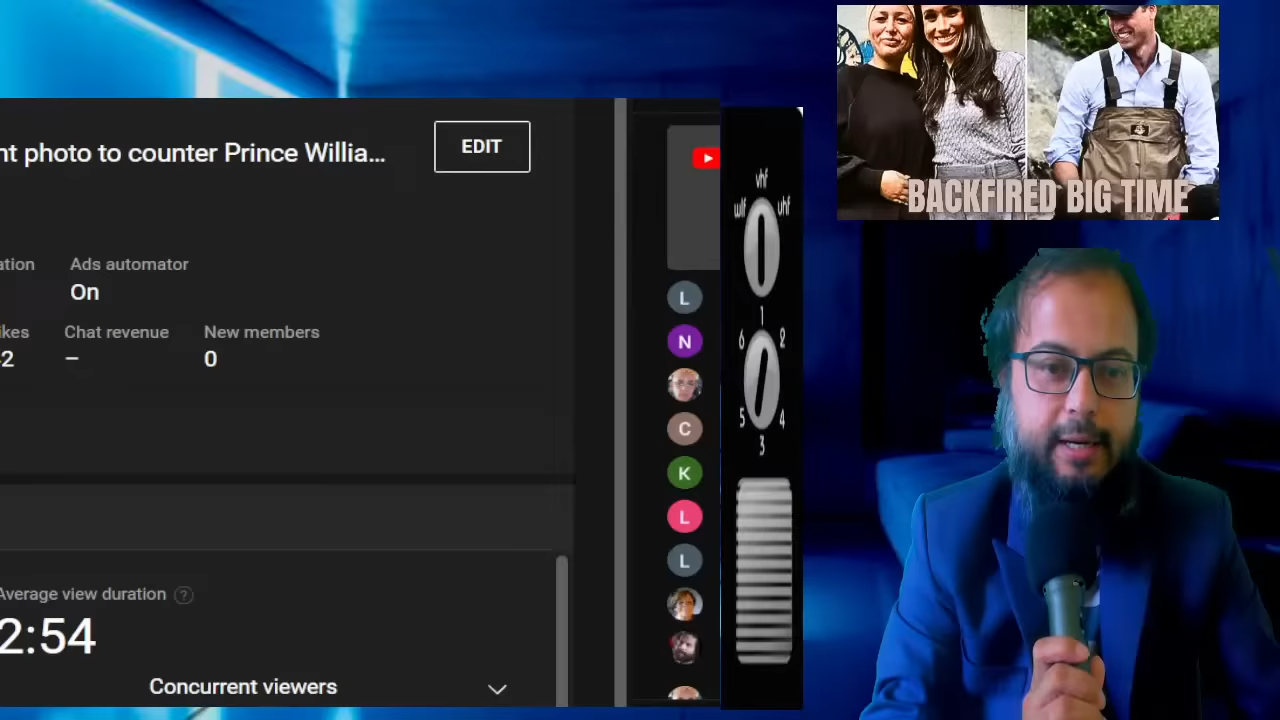 nt photo to counter Prince Willia...
EDIT
ation
Ads automator
On
ikes
Chat revenue
New members
2
–
0
Average view duration ?
2:54
Concurrent viewers
L
N
C
K
L
L
vhf
uhf
1
6
2
5
4
3
BACKFIRED BIG TIME